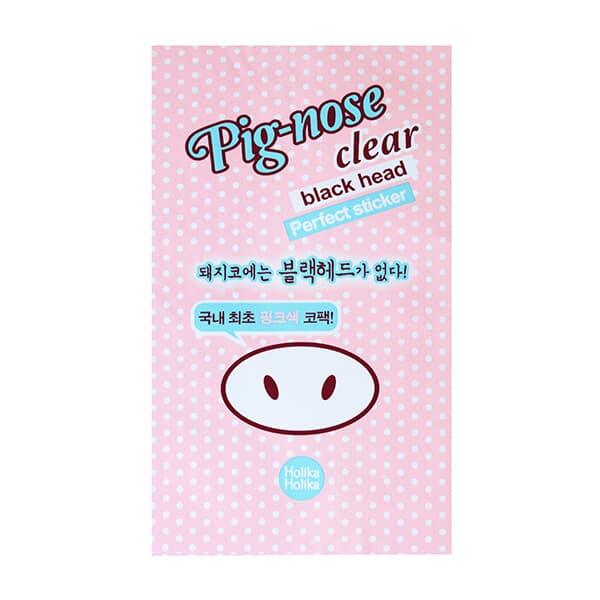 Pig-nose
clear
black head
Perfect sticker
돼지코에는 블랙헤드가 없다!
국내 최초 핑크색 코팩!
Holika
Holika